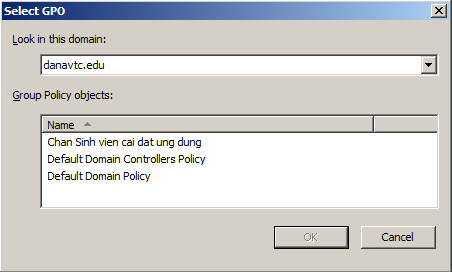 Select GPO
Look in this domain:
danavtc.edu
Group Policy objects:
Name
Chan Sinh vien cai dat ung dung
Default Domain Controllers Policy
Default Domain Policy
OK
Cancel